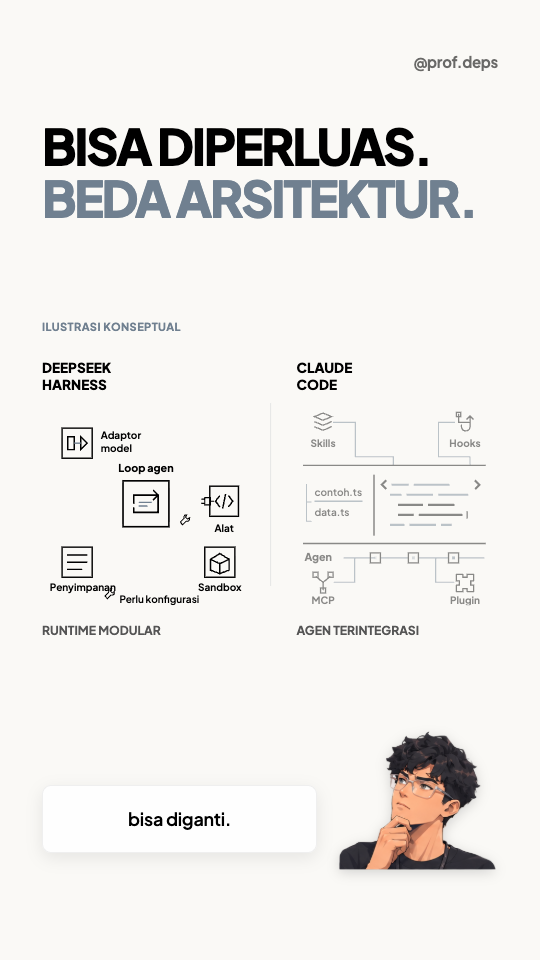 @prof.deps
BISA DIPERLUAS.
BEDA ARSITEKTUR.
ILUSTRASI KONSEPTUAL
DEEPSEEK
HARNESS
Adaptor
model
Loop agen
Alat
Penyimpanan
Sandbox
Perlu konfigurasi
RUNTIME MODULAR
CLAUDE
CODE
Skills
Hooks
contoh.ts
data.ts
Agen
MCP
Plugin
AGEN TERINTEGRASI
bisa diganti.